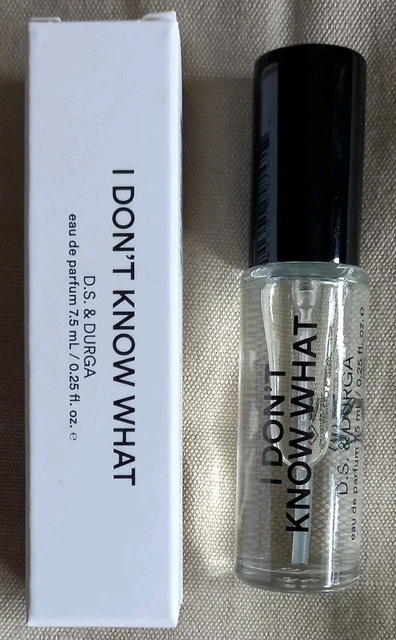 I DON'T KNOW WHAT
D.S. & DURGA
eau de parfum 7.5 mL / 0.25 fl. oz. e
I DON'T
KNOW WHAT
D.S. & DURGA
eau de parfum 7.5 mL / 0.25 fl. oz. e